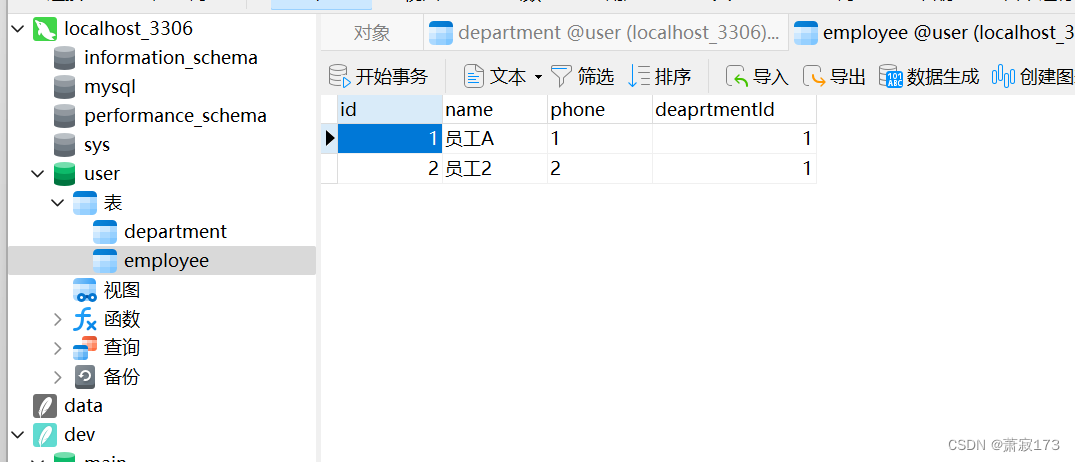 localhost_3306
information_schema
mysql
performance_schema
sys
user
表
department
employee
视图
函数
查询
备份
data
dev
main
对象 department @user (localhost_3306)... employee @user (localhost_3
开始事务 文本 筛选 排序 导入 导出 数据生成 创建图
id name phone deaprtmentId
1 员工A 1 1
2 员工2 2 1
CSDN @萧寂173